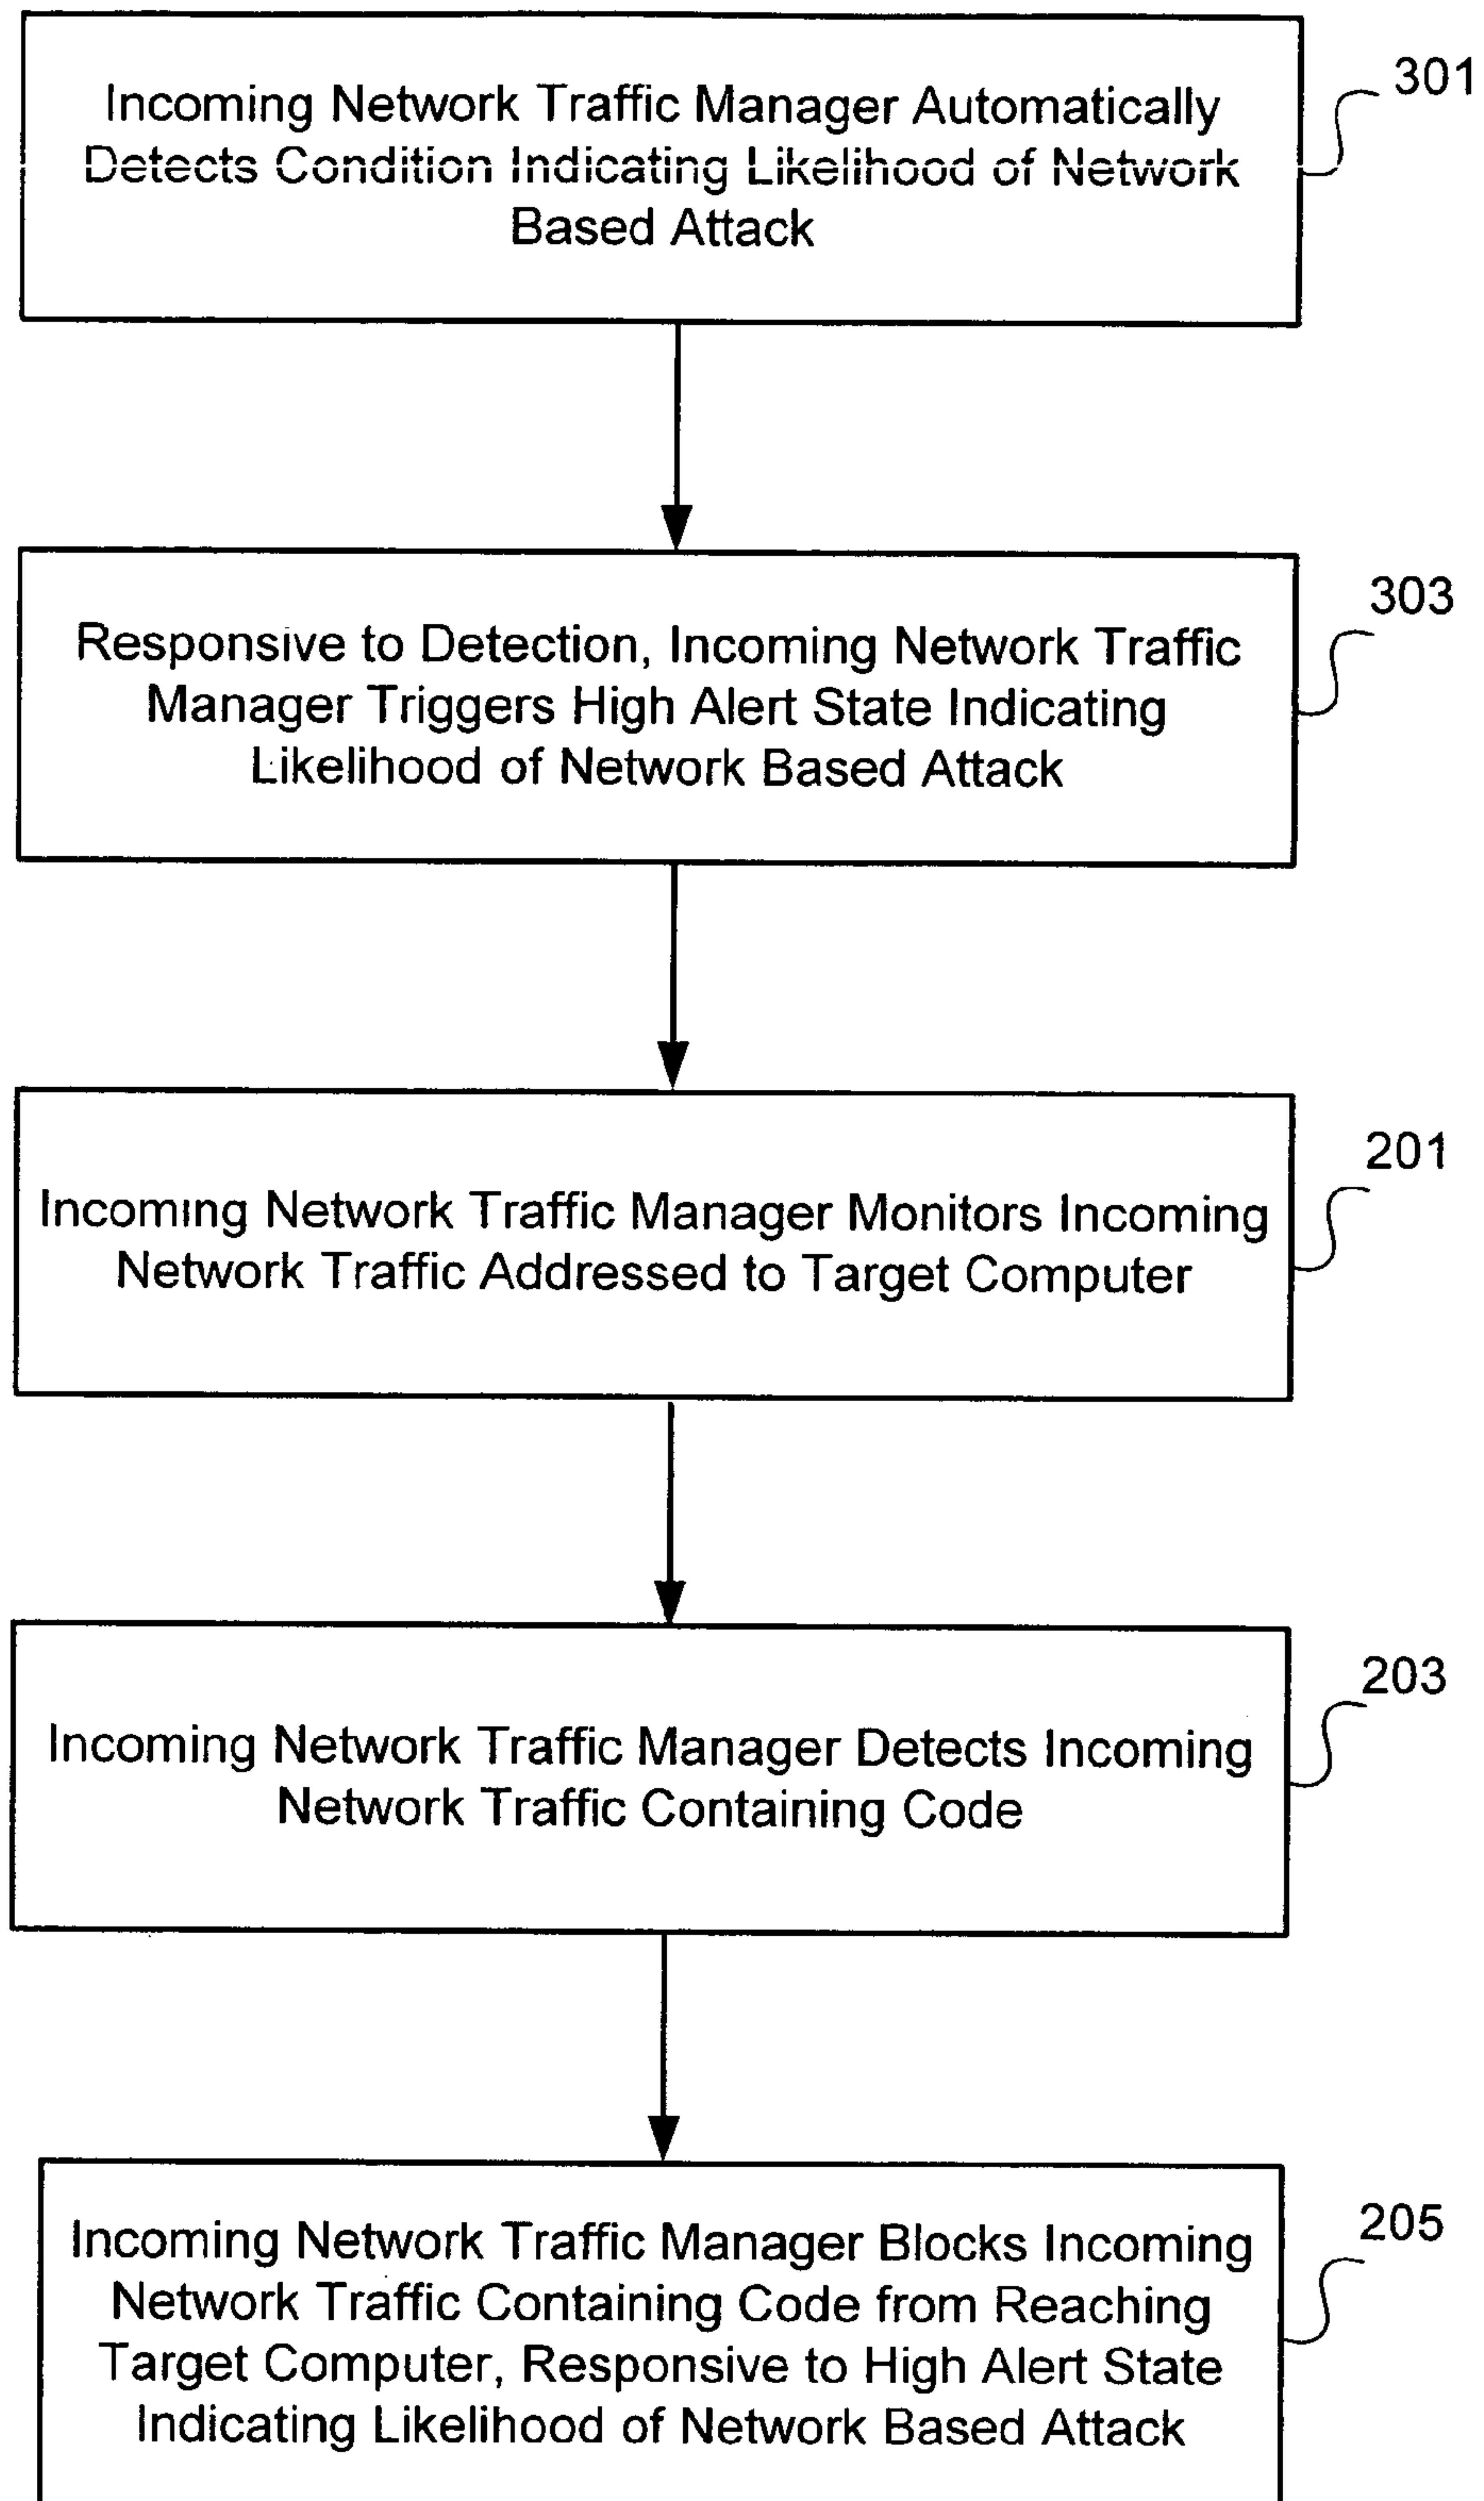 Incoming Network Traffic Manager Automatically
Detects Condition Indicating Likelihood of Network
Based Attack
301
Responsive to Detection, Incoming Network Traffic
Manager Triggers High Alert State Indicating
Likelihood of Network Based Attack
303
Incoming Network Traffic Manager Monitors Incoming
Network Traffic Addressed to Target Computer
201
Incoming Network Traffic Manager Detects Incoming
Network Traffic Containing Code
203
Incoming Network Traffic Manager Blocks Incoming
Network Traffic Containing Code from Reaching
Target Computer, Responsive to High Alert State
Indicating Likelihood of Network Based Attack
205